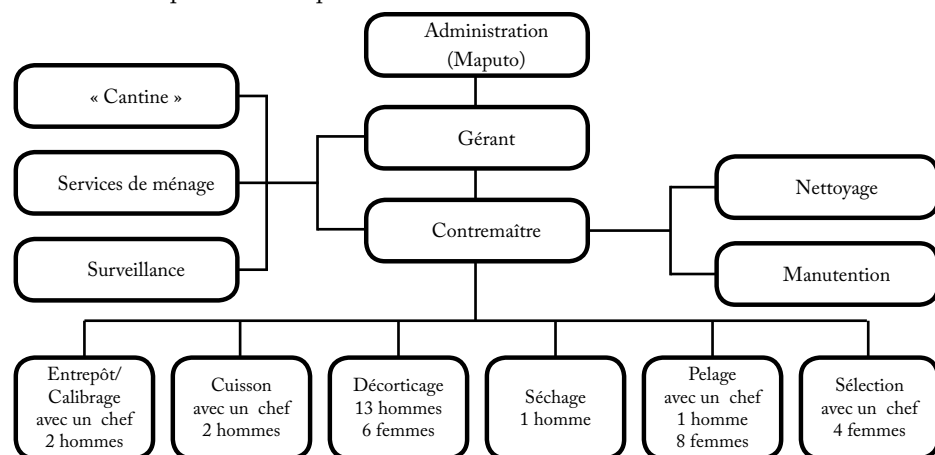 Administration
(Maputo)
« Cantine »
Gérant
Services de ménage
Nettoyage
Contremaître
Surveillance
Manutention
Entrepôt/
Calibrage
avec un chef
2 hommes
Cuisson
avec un chef
2 hommes
Décorticage
13 hommes
6 femmes
Séchage
1 homme
Pelage
avec un chef
1 homme
8 femmes
Sélection
avec un chef
4 femmes